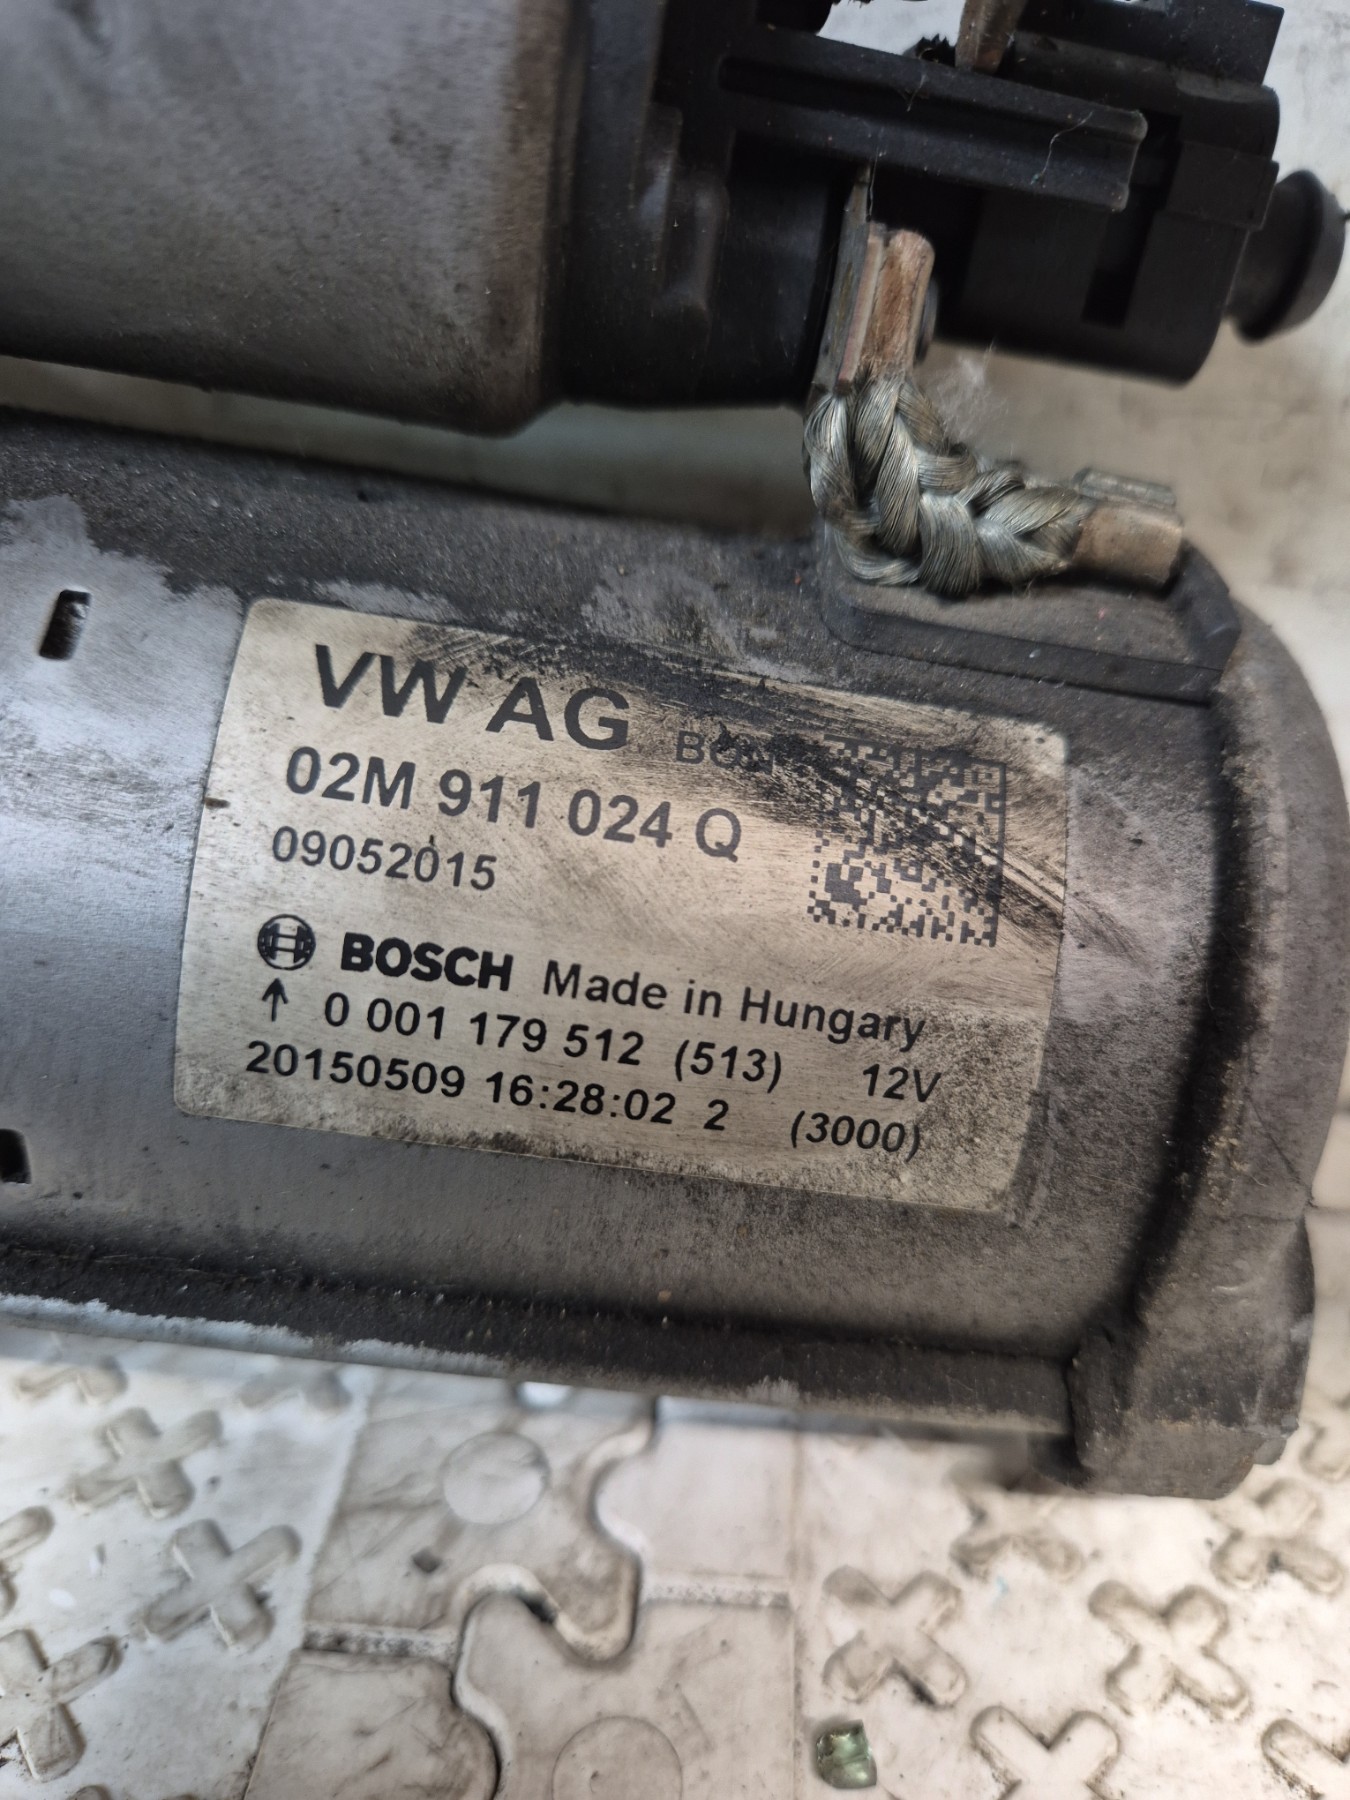 VW AG
02M 911 024 Q
09052015
BOSCH Made in Hungary
↑ 0 001 179 512 (513) 12V
20150509 16:28:02 2 (3000)